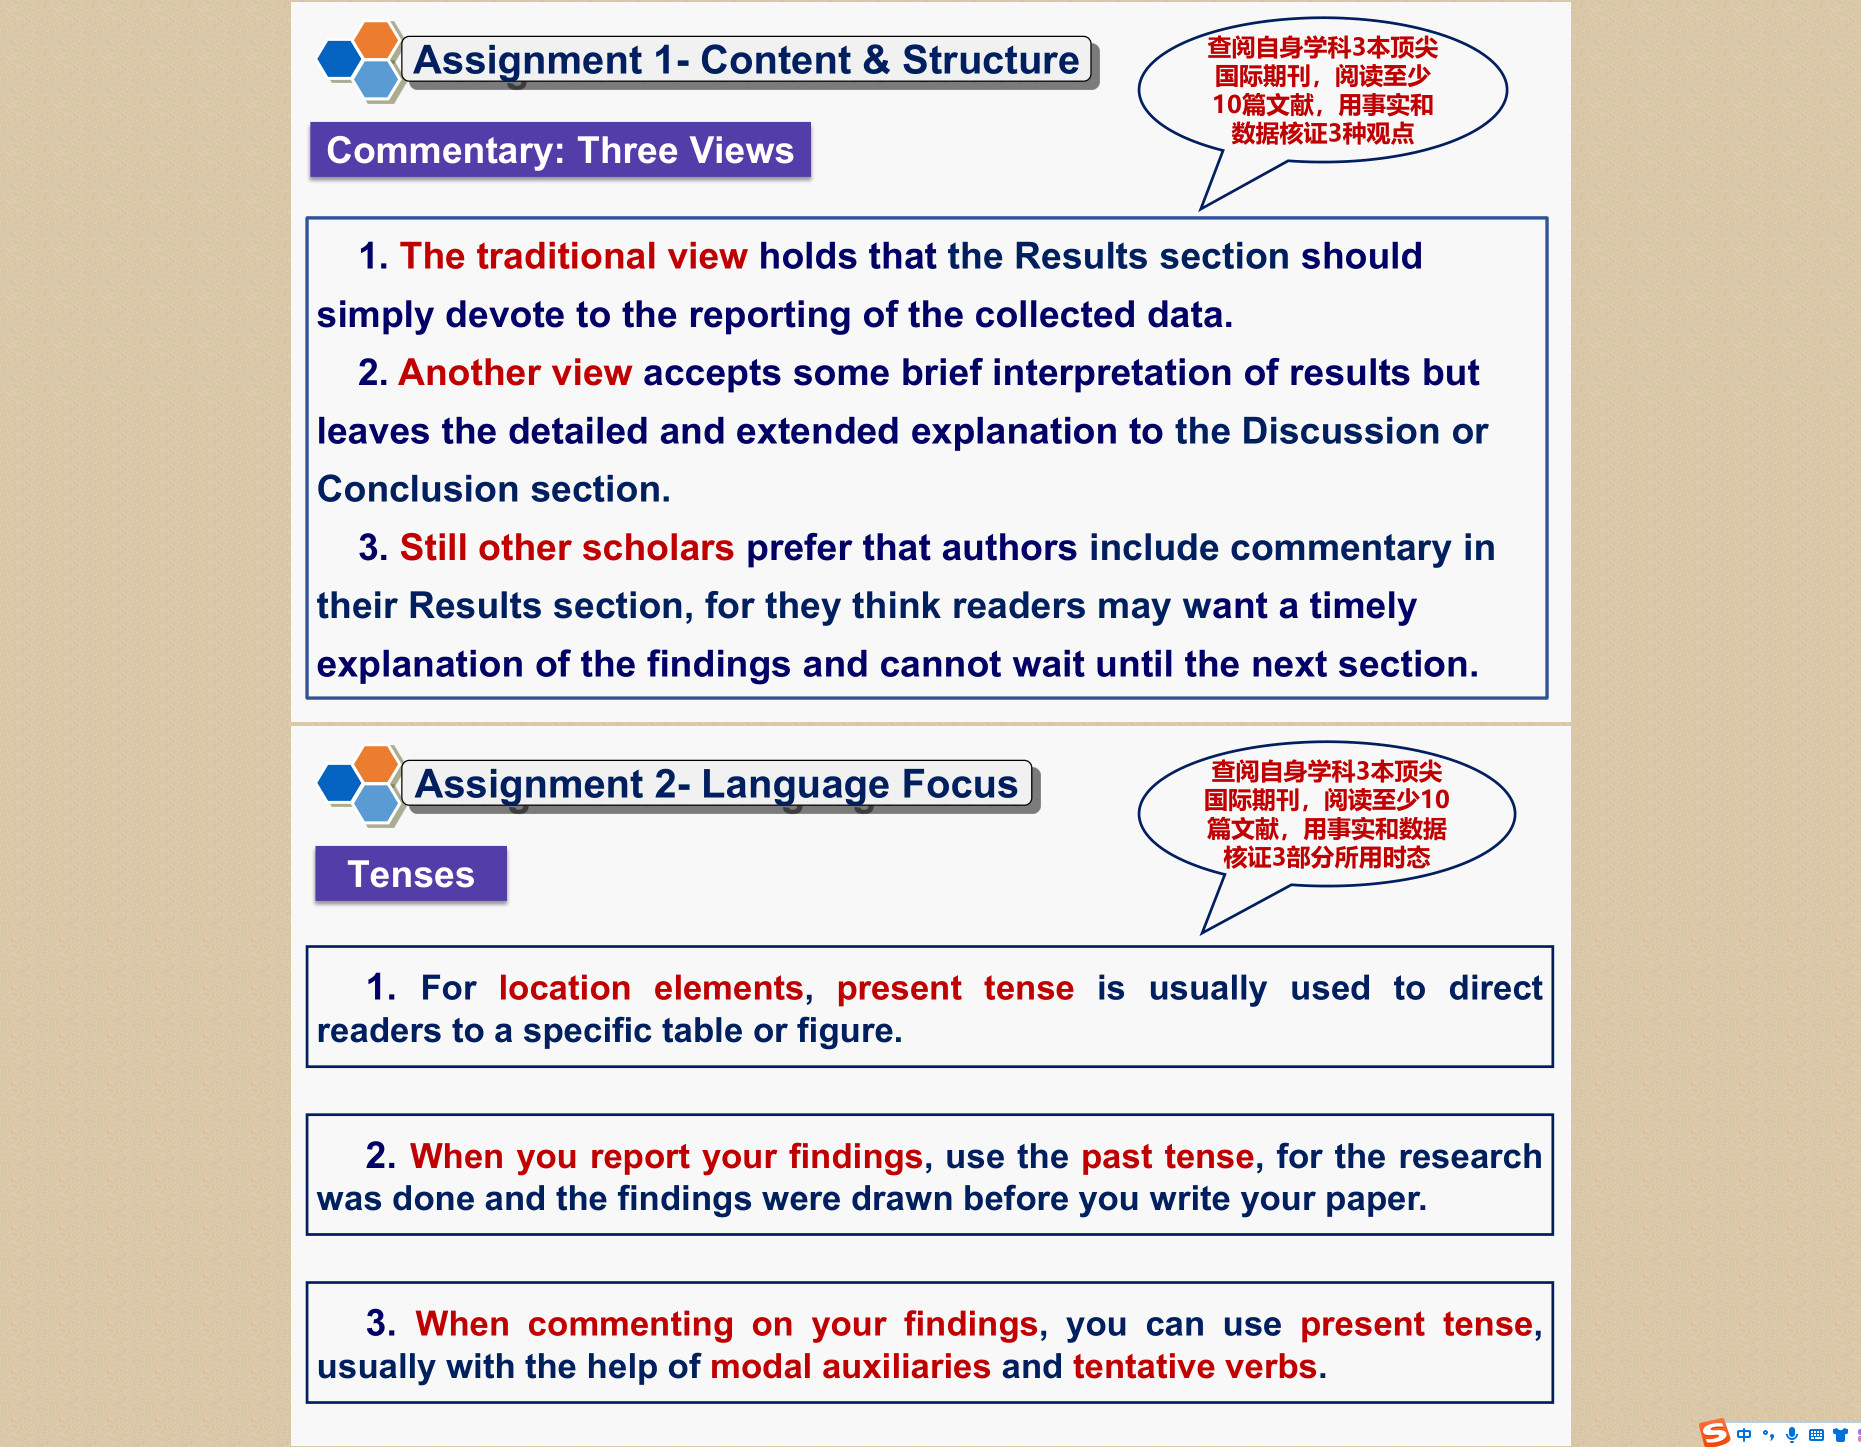 Assignment 1- Content & Structure
查阅自身学科3本顶尖
国际期刊，阅读至少
10篇文献，用事实和
数据核证3种观点
Commentary: Three Views
1. The traditional view holds that the Results section should
simply devote to the reporting of the collected data.
2. Another view accepts some brief interpretation of results but
leaves the detailed and extended explanation to the Discussion or
Conclusion section.
3. Still other scholars prefer that authors include commentary in
their Results section, for they think readers may want a timely
explanation of the findings and cannot wait until the next section.
Assignment 2- Language Focus
查阅自身学科3本顶尖
国际期刊，阅读至少10
篇文献，用事实和数据
核证3部分所用时态
Tenses
1. For location elements, present tense is usually used to direct
readers to a specific table or figure.
2. When you report your findings, use the past tense, for the research
was done and the findings were drawn before you write your paper.
3. When commenting on your findings, you can use present tense,
usually with the help of modal auxiliaries and tentative verbs.
S 中